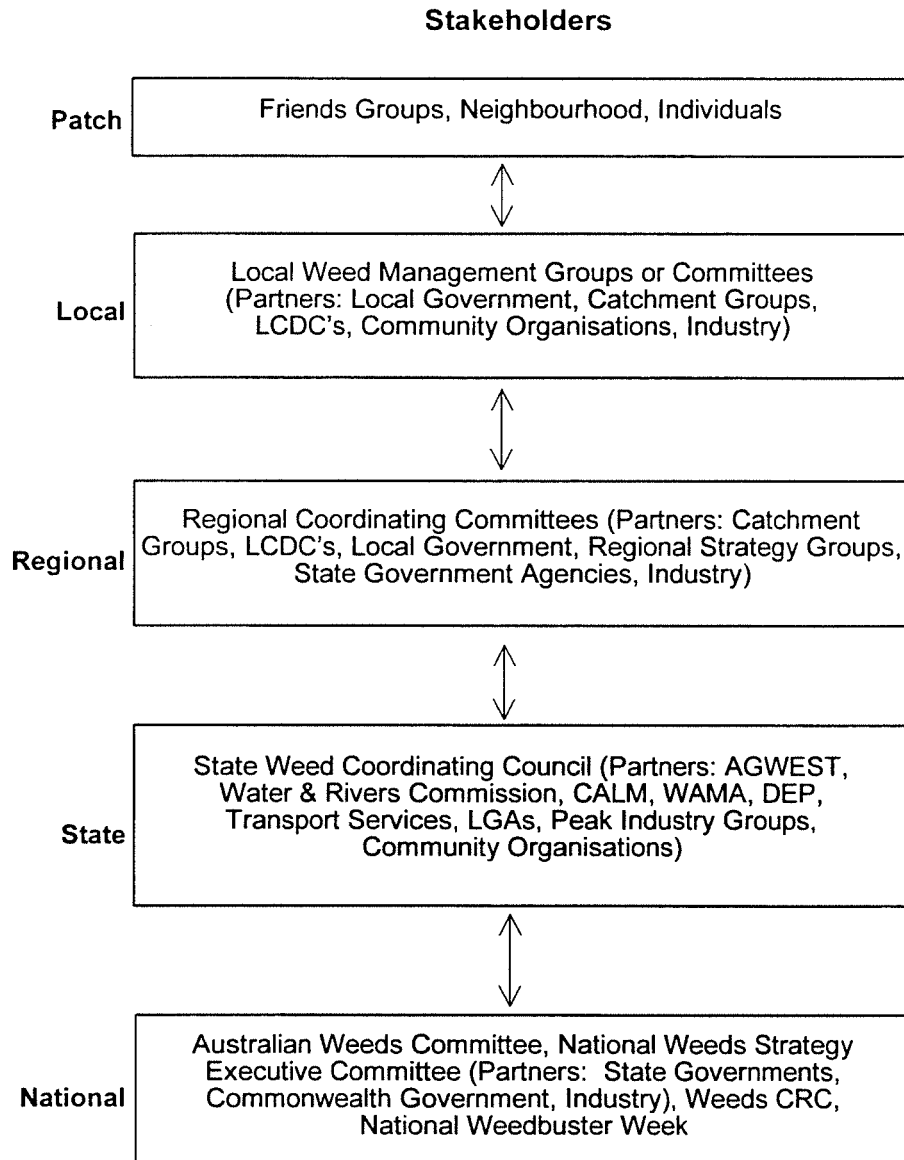 Stakeholders
Patch
Friends Groups, Neighbourhood, Individuals
Local
Local Weed Management Groups or Committees
(Partners: Local Government, Catchment Groups,
LCDC's, Community Organisations, Industry)
Regional
Regional Coordinating Committees (Partners: Catchment
Groups, LCDC's, Local Government, Regional Strategy Groups,
State Government Agencies, Industry)
State
State Weed Coordinating Council (Partners: AGWEST,
Water & Rivers Commission, CALM, WAMA, DEP,
Transport Services, LGAs, Peak Industry Groups,
Community Organisations)
National
Australian Weeds Committee, National Weeds Strategy
Executive Committee (Partners: State Governments,
Commonwealth Government, Industry), Weeds CRC,
National Weedbuster Week